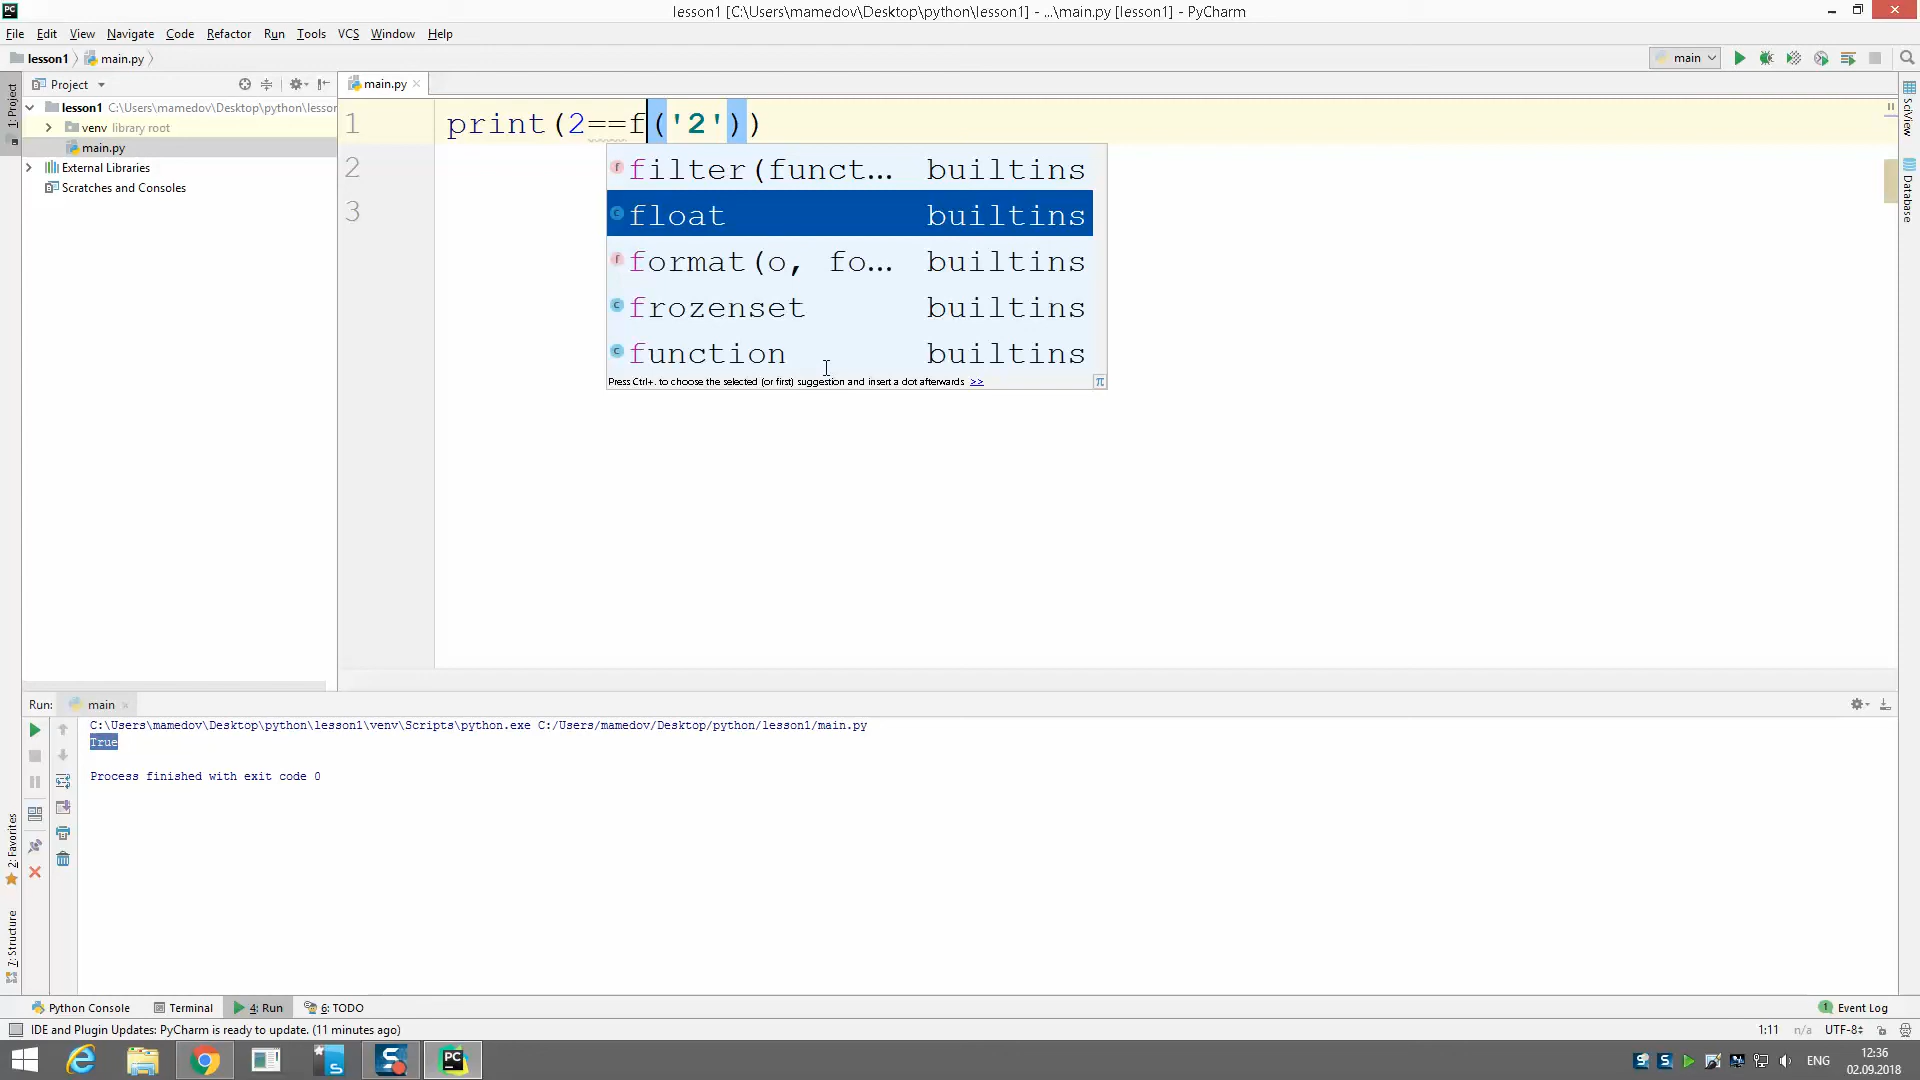 PC lesson1 [C:\Users\mamedov\Desktop\python\lesson1] - ...\main.py [lesson1] - PyCharm
File Edit View Navigate Code Refactor Run Tools VCS Window Help
lesson1 main.py main
Project main.py
1: Project
lesson1 C:\Users\mamedov\Desktop\python\lesson
venv library root
main.py
External Libraries
Scratches and Consoles
1 print(2==f('2'))
2
3
filter(funct... builtins
float builtins
format(o, fo... builtins
frozenset builtins
function builtins
Press Ctrl+. to choose the selected (or first) suggestion and insert a dot afterwards >> π
SciView
Database
Run: main
C:\Users\mamedov\Desktop\python\lesson1\venv\Scripts\python.exe C:/Users/mamedov/Desktop/python/lesson1/main.py
True
Process finished with exit code 0
2: Favorites
7: Structure
Python Console Terminal 4: Run 6: TODO 1 Event Log
IDE and Plugin Updates: PyCharm is ready to update. (11 minutes ago) 1:11 n/a UTF-8
PC ENG 12:36
02.09.2018